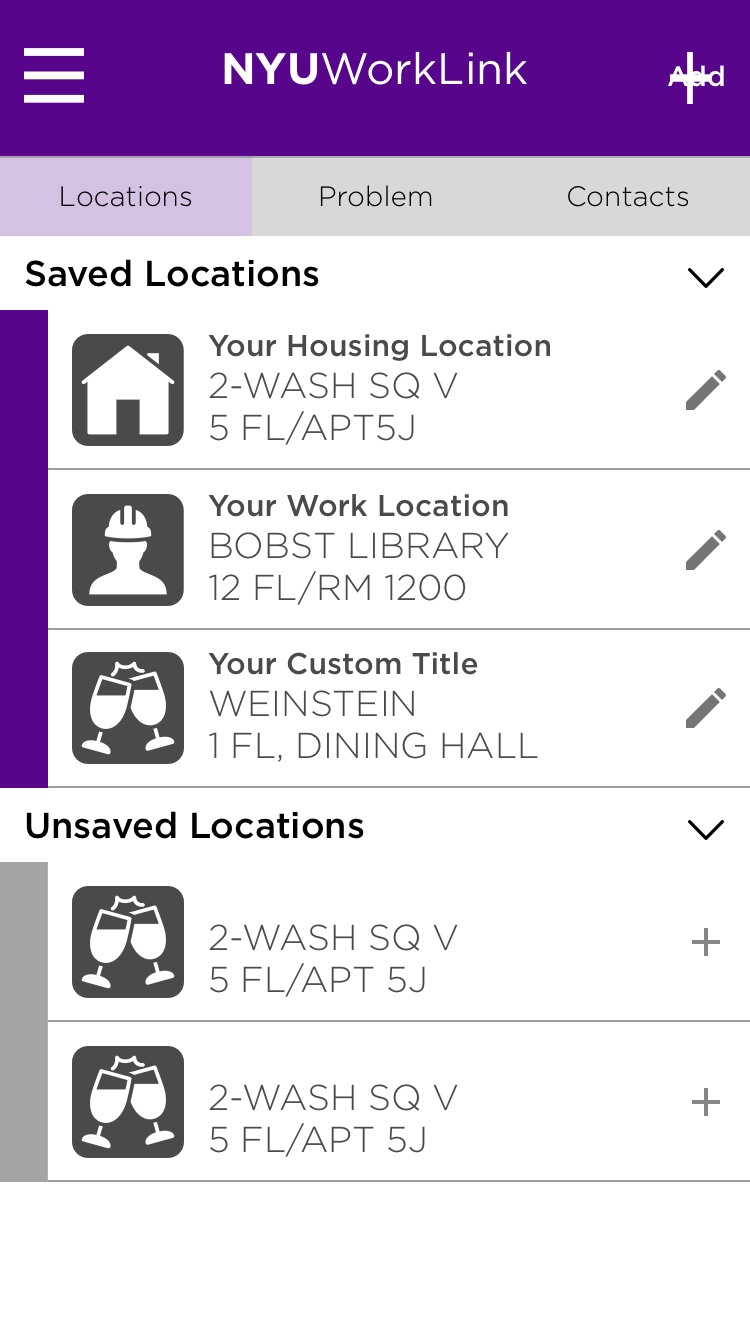 NYUWorkLink
Add
Locations
Problem
Contacts
Saved Locations
Your Housing Location
2-WASH SQ V
5 FL/APT5J
Your Work Location
BOBST LIBRARY
12 FL/RM 1200
Your Custom Title
WEINSTEIN
1 FL, DINING HALL
Unsaved Locations
2-WASH SQ V
5 FL/APT 5J
2-WASH SQ V
5 FL/APT 5J